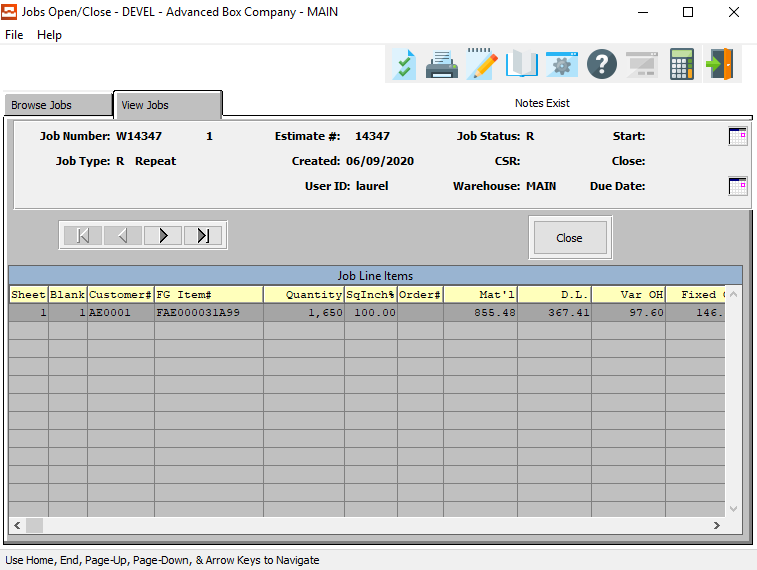 Jobs Open/Close - DEVEL - Advanced Box Company - MAIN
File Help
Browse Jobs View Jobs Notes Exist
Job Number: W14347 1 Estimate #: 14347 Job Status: R Start:
Job Type: R Repeat Created: 06/09/2020 CSR: Close:
User ID: laurel Warehouse: MAIN Due Date:
Close
Job Line Items
Sheet Blank Customer# FG Item# Quantity SqInch% Order# Mat'l D.L. Var OH Fixed
1 1 AE0001 FAE000031A99 1,650 100.00 855.48 367.41 97.60 146.
Use Home, End, Page-Up, Page-Down, & Arrow Keys to Navigate